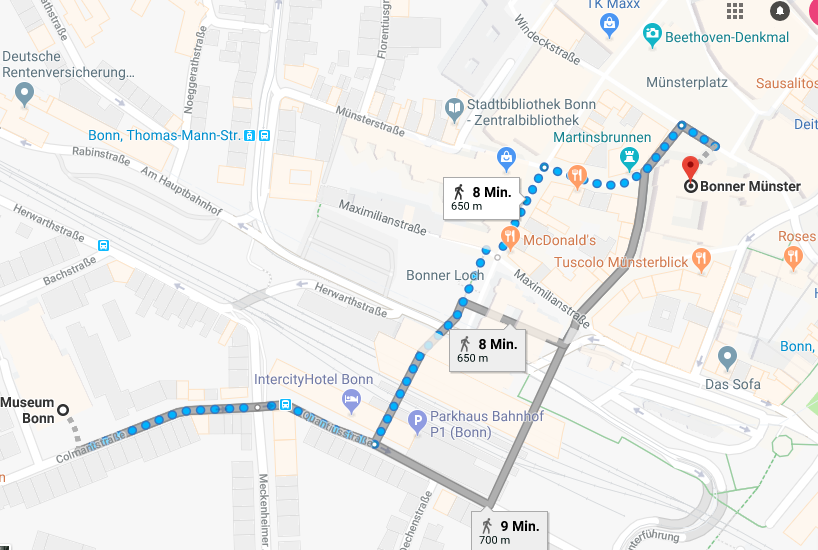 TK Maxx
Beethoven-Denkmal
Windeckstraße
Florentiusgr
Noeggerathstraße
Deutsche
Rentenversicherung...
Münsterplatz
Sausalitos
Stadtbibliothek Bonn
- Zentralbibliothek
Münsterstraße
Martinsbrunnen
Deit
Bonn, Thomas-Mann-Str.
Rabinstraße
Am Hauptbahnhof
8 Min.
650 m
Bonner Münster
Maximilianstraße
Herwarthstraße
McDonald's
Roses
Tuscolo Münsterblick
Bachstraße
Bonner Loch
Maximilianstraße
Herwarthstraße
8 Min.
650 m
Bonn,
Das Sofa
IntercityHotel Bonn
Museum
Bonn
Parkhaus Bahnhof
P1 (Bonn)
Quantiusstraße
Colmantstraße
Meckenheimer
Dechenstraße
9 Min.
700 m
nterführung